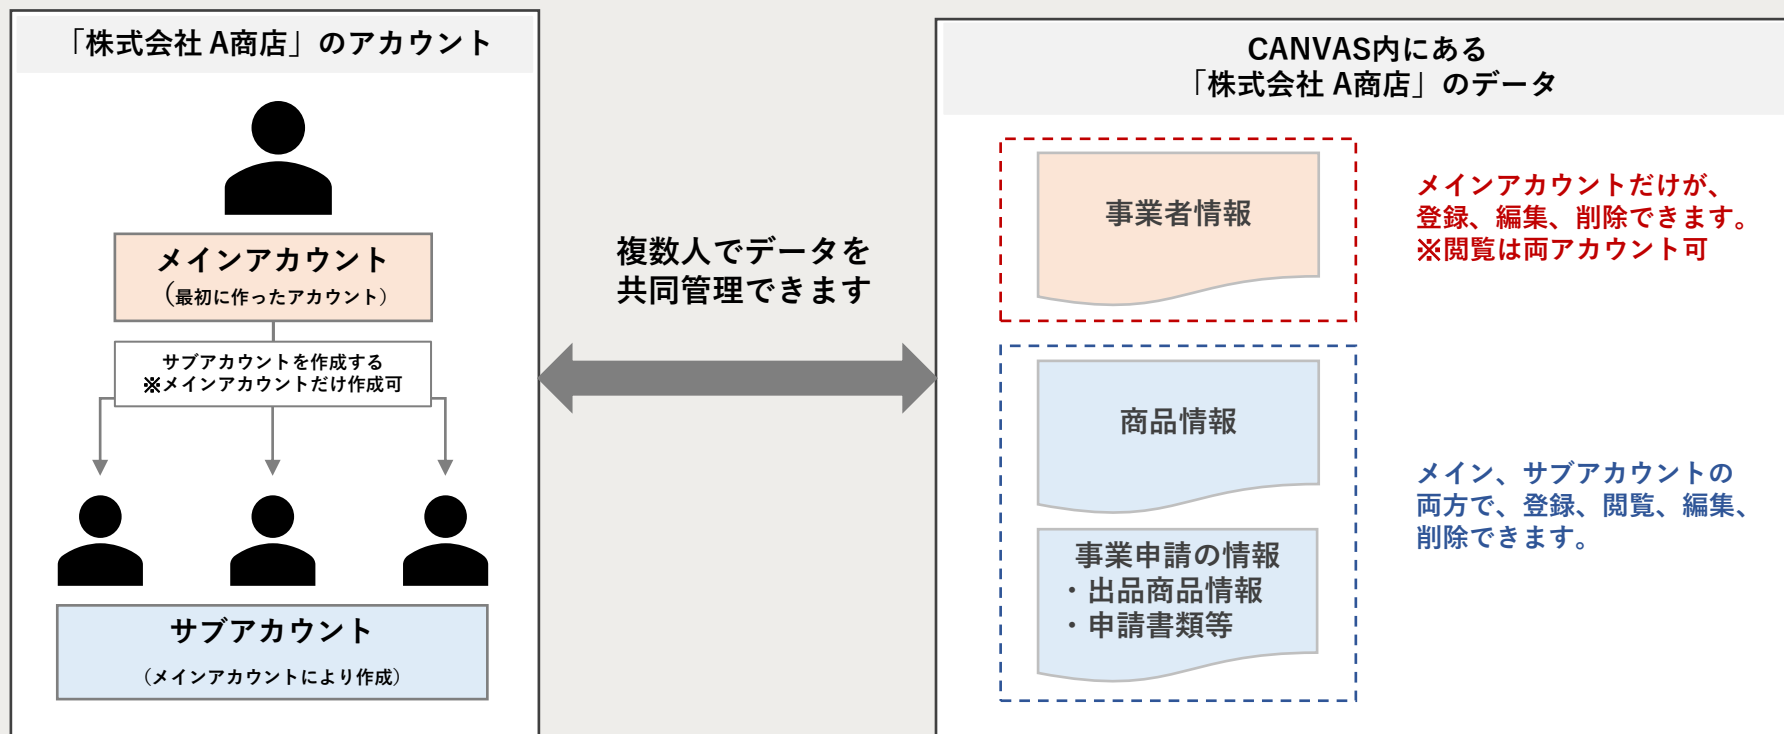 「株式会社 A商店」のアカウント
メインアカウント
（最初に作ったアカウント）
サブアカウントを作成する
※メインアカウントだけ作成可
サブアカウント
（メインアカウントにより作成）
複数人でデータを
共同管理できます
CANVAS内にある
「株式会社 A商店」のデータ
事業者情報
メインアカウントだけが、
登録、編集、削除できます。
※閲覧は両アカウント可
商品情報
事業申請の情報
・出品商品情報
・申請書類等
メイン、サブアカウントの
両方で、登録、閲覧、編集、
削除できます。